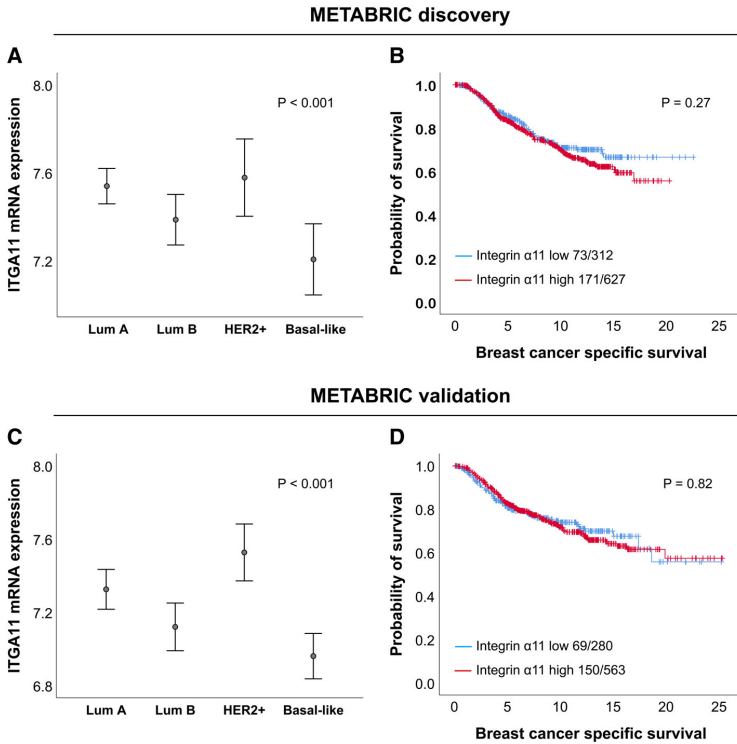 METABRIC discovery
A
8.0
7.6
7.2
ITGA11 mRNA expression
P < 0.001
Lum A Lum B HER2+ Basal-like
B
1.0
0.8
0.6
0.4
0.2
0.0
Probability of survival
P = 0.27
Integrin α11 low 73/312
Integrin α11 high 171/627
0 5 10 15 20 25
Breast cancer specific survival
METABRIC validation
C
8.0
7.6
7.2
6.8
ITGA11 mRNA expression
P < 0.001
Lum A Lum B HER2+ Basal-like
D
1.0
0.8
0.6
0.4
0.2
0.0
Probability of survival
P = 0.82
Integrin α11 low 69/280
Integrin α11 high 150/563
0 5 10 15 20 25
Breast cancer specific survival